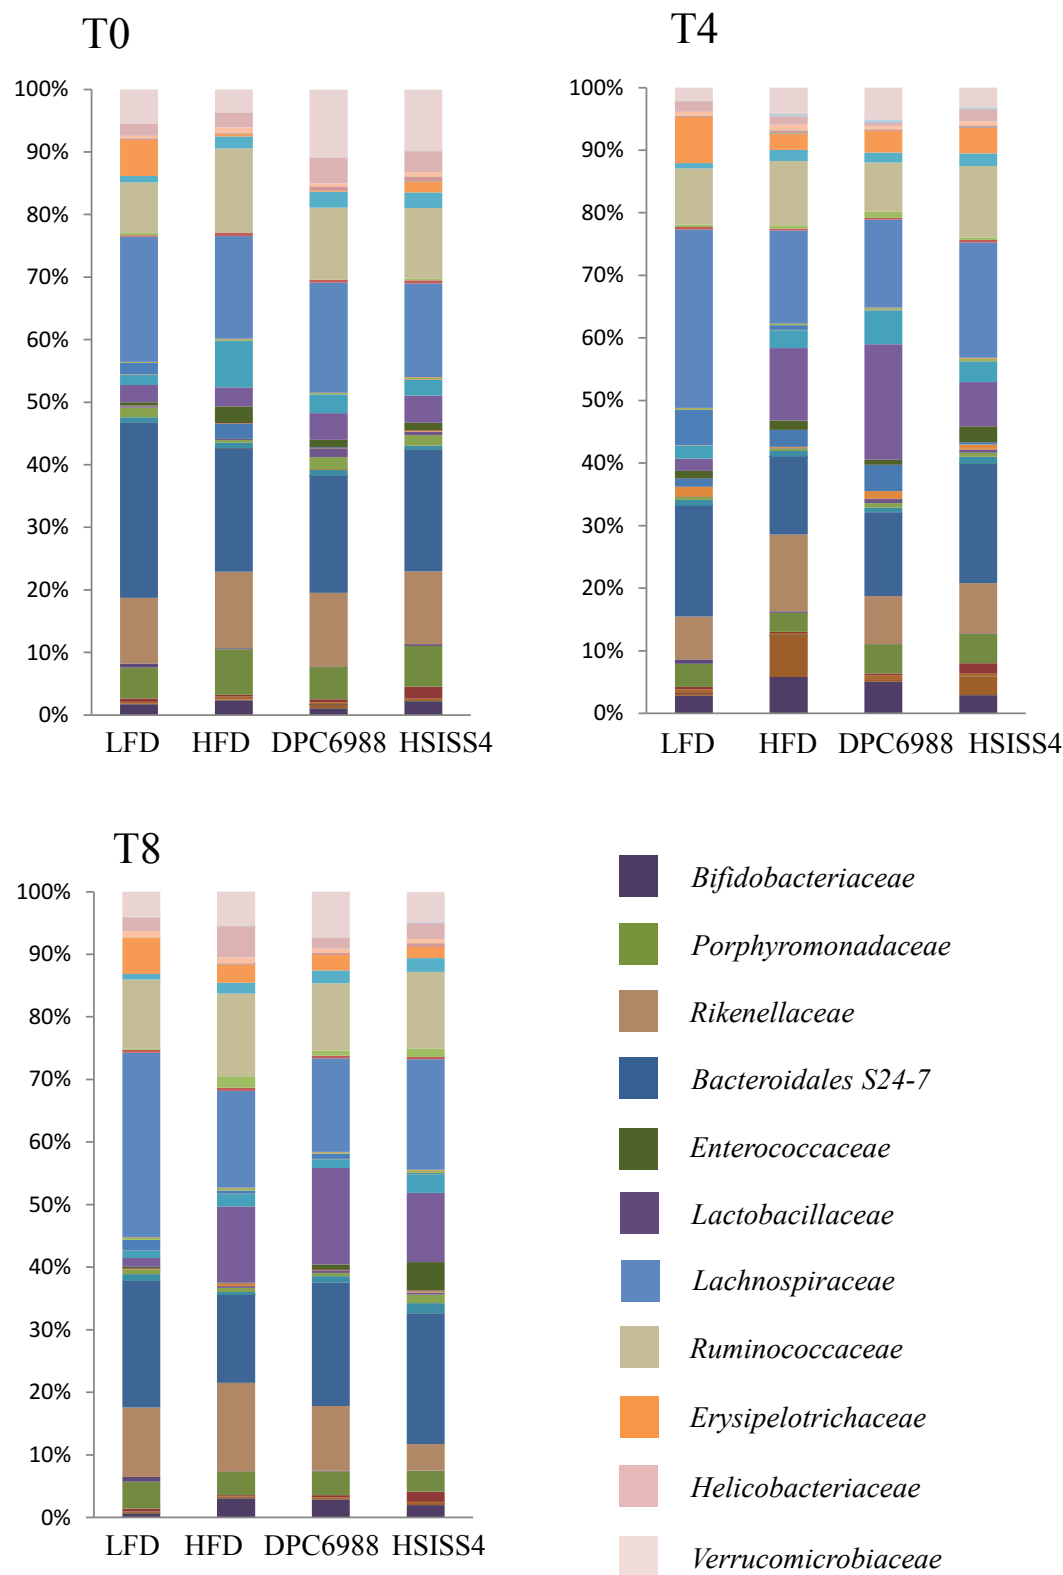 T0
100%
90%
80%
70%
60%
50%
40%
30%
20%
10%
0%
LFD HFD DPC6988 HSISS4
T4
100%
90%
80%
70%
60%
50%
40%
30%
20%
10%
0%
LFD HFD DPC6988 HSISS4
T8
100%
90%
80%
70%
60%
50%
40%
30%
20%
10%
0%
LFD HFD DPC6988 HSISS4
Bifidobacteriaceae
Porphyromonadaceae
Rikenellaceae
Bacteroidales S24-7
Enterococcaceae
Lactobacillaceae
Lachnospiraceae
Ruminococcaceae
Erysipelotrichaceae
Helicobacteriaceae
Verrucomicrobiaceae